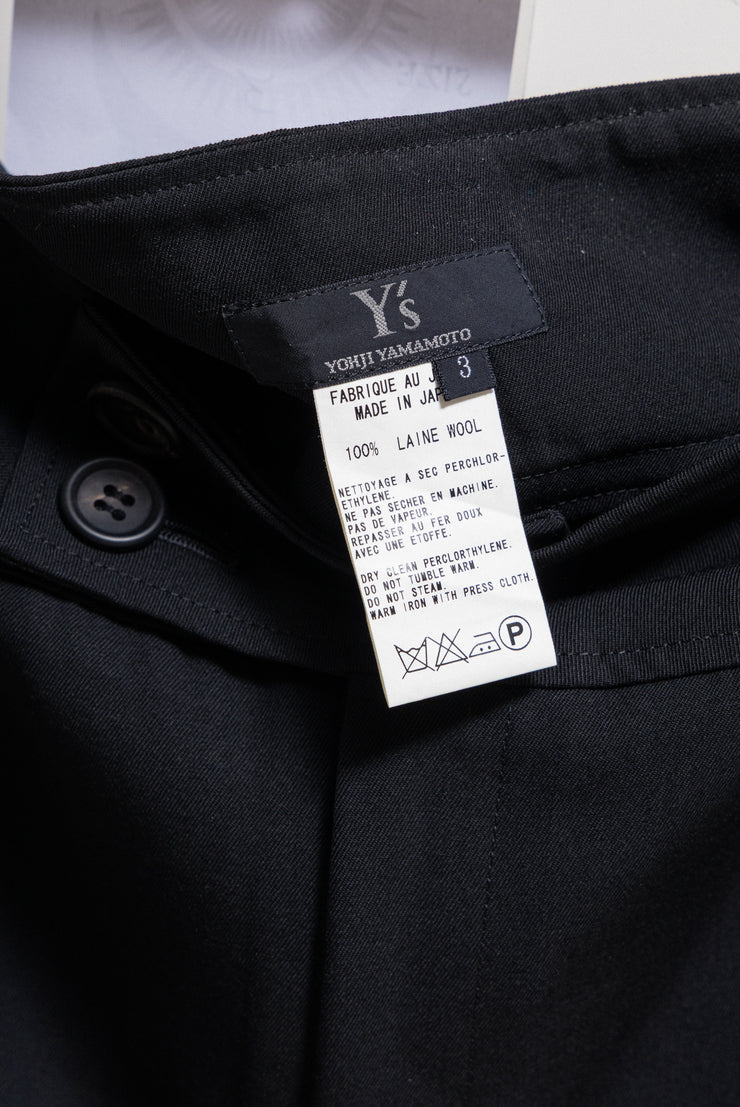 SIZE
Y's
YOHJI YAMAMOTO
3
FABRIQUE AU J
MADE IN JAP
100% LAINE WOOL
NETTOYAGE A SEC PERCHLOR-
ETHYLENE.
NE PAS SECHER EN MACHINE.
PAS DE VAPEUR.
REPASSER AU FER DOUX
AVEC UNE ETOFFE.
DRY CLEAN PERCLORTHYLENE.
DO NOT TUMBLE WARM.
DO NOT STEAM.
WARM IRON WITH PRESS CLOTH.
P